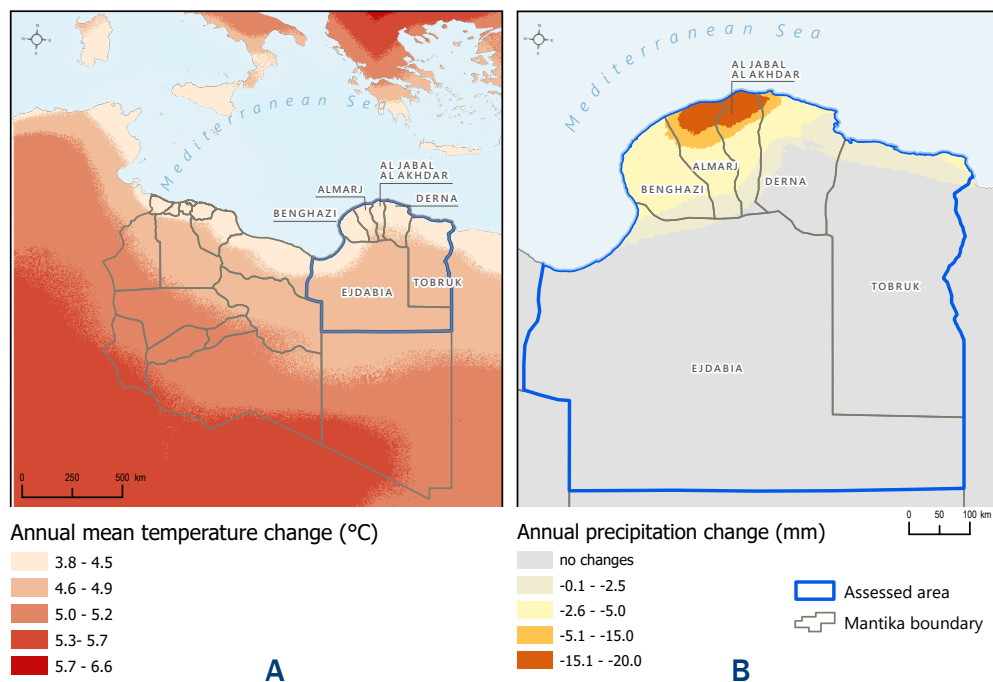 N
W E
S
Mediterranean Sea
AL JABAL
AL AKHDAR
ALMARJ
DERNA
BENGHAZI
EJDABIA
TOBRUK
0 250 500 km
Annual mean temperature change (°C)
3.8 - 4.5
4.6 - 4.9
5.0 - 5.2
5.3- 5.7
5.7 - 6.6
A
N
W E
S
Mediterranean Sea
AL JABAL
AL AKHDAR
ALMARJ
BENGHAZI
DERNA
TOBRUK
EJDABIA
0 50 100 km
Annual precipitation change (mm)
no changes
-0.1 - -2.5
-2.6 - -5.0
-5.1 - -15.0
-15.1 - -20.0
Assessed area
Mantika boundary
B